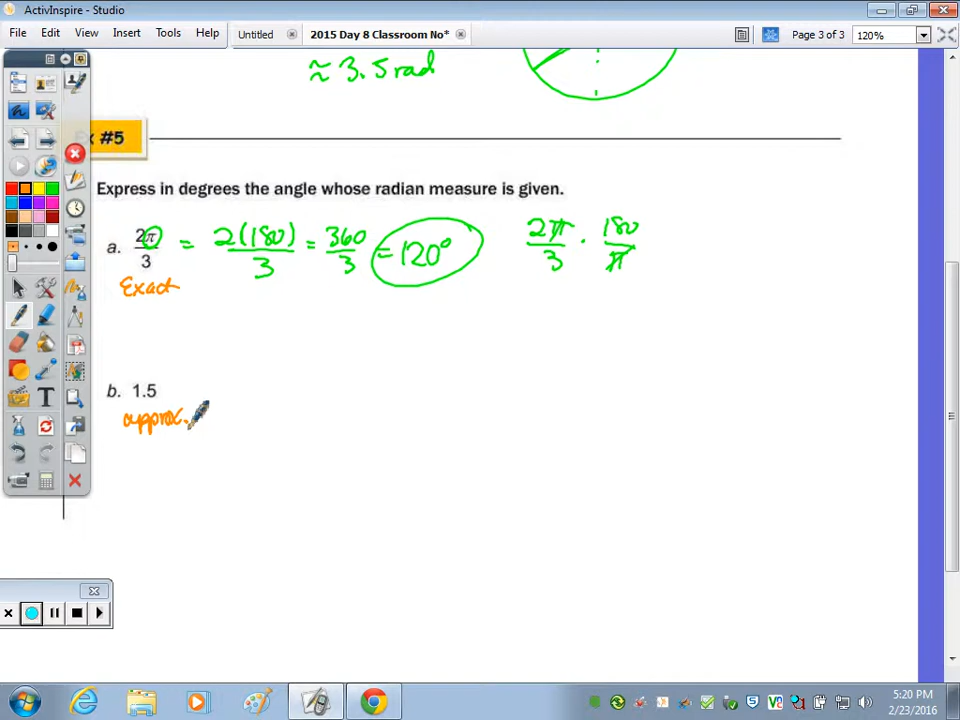 ActivInspire - Studio
File Edit View Insert Tools Help Untitled 2015 Day 8 Classroom No* Page 3 of 3 120%
≈ 3.5 rad
Ex #5
Express in degrees the angle whose radian measure is given.
a. 2π/3 = 2(180)/3 = 360/3 = 120° 2π/3 · 180/π
Exact
b. 1.5
approx.
5:20 PM
2/23/2016